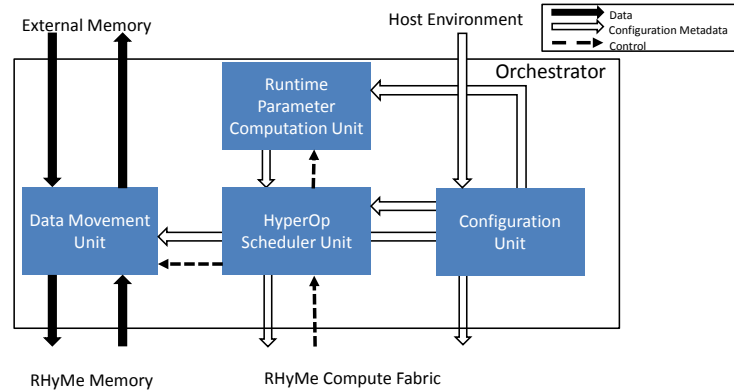 External Memory
Host Environment
Data
Configuration Metadata
Control
Orchestrator
Runtime
Parameter
Computation Unit
Data Movement
Unit
HyperOp
Scheduler Unit
Configuration
Unit
RHyMe Memory
RHyMe Compute Fabric